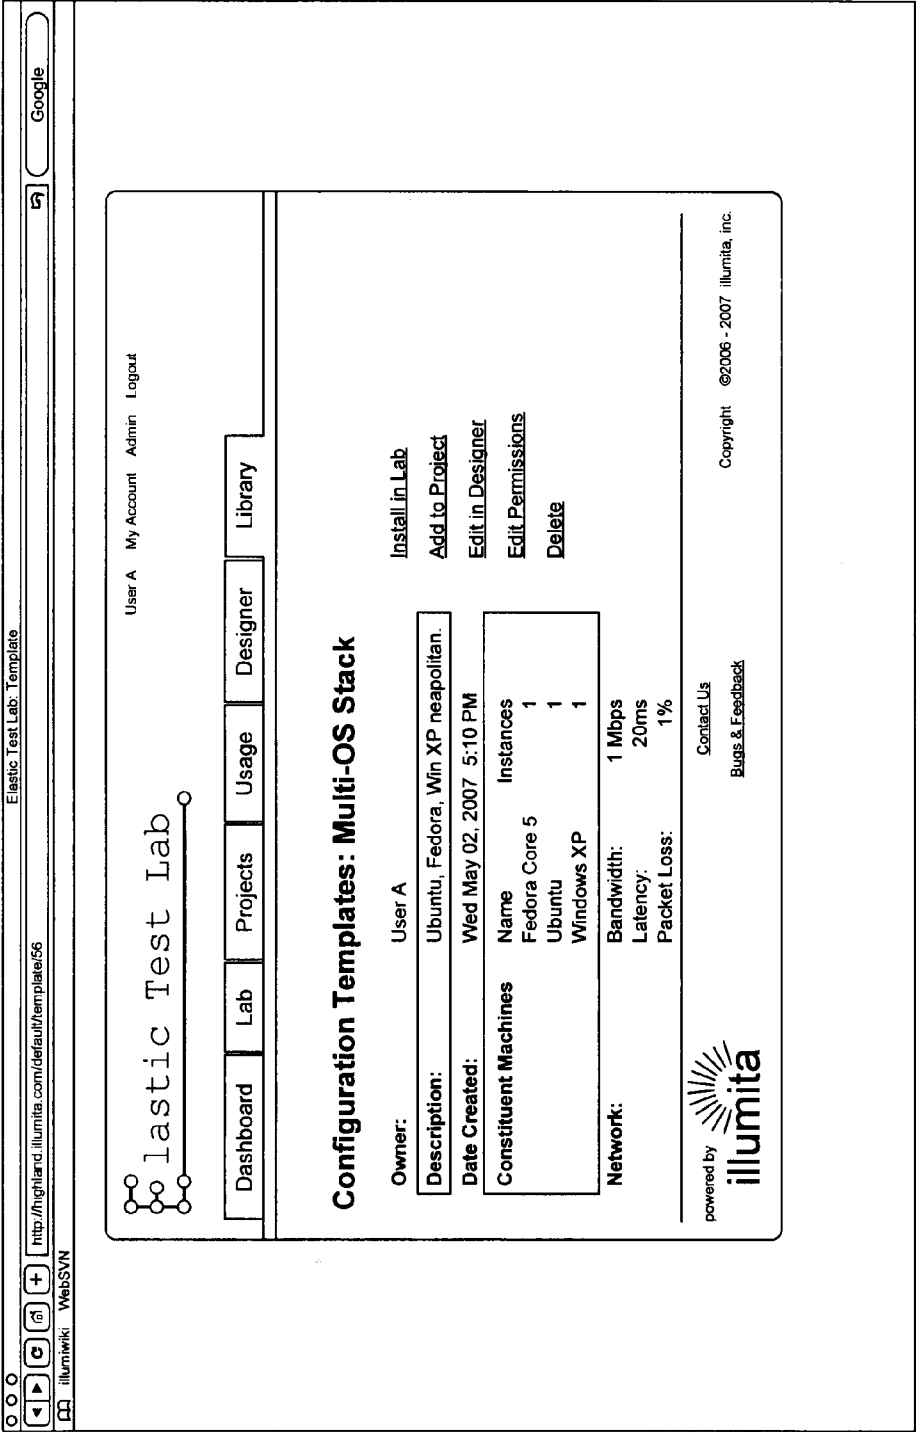 Elastic Test Lab: Template
http://highland.illumita.com/default/template/56
Google
illumiwiki WebSVN
User A My Account Admin Logout
Elastic Test Lab
Dashboard Lab Projects Usage Designer Library
Configuration Templates: Multi-OS Stack
Owner: User A Install in Lab
Description: Ubuntu, Fedora, Win XP neapolitan. Add to Project
Date Created: Wed May 02, 2007 5:10 PM Edit in Designer
Constituent Machines Name Instances Edit Permissions
Fedora Core 5 1
Ubuntu 1 Delete
Windows XP 1
Network: Bandwidth: 1 Mbps
Latency: 20ms
Packet Loss: 1%
powered by Contact Us
illumita Bugs & Feedback Copyright ©2006 - 2007 illumita, inc.